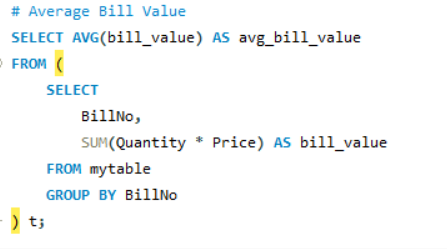 # Average Bill Value
SELECT AVG(bill_value) AS avg_bill_value
FROM (
    SELECT
        BillNo,
        SUM(Quantity * Price) AS bill_value
    FROM mytable
    GROUP BY BillNo
) t;